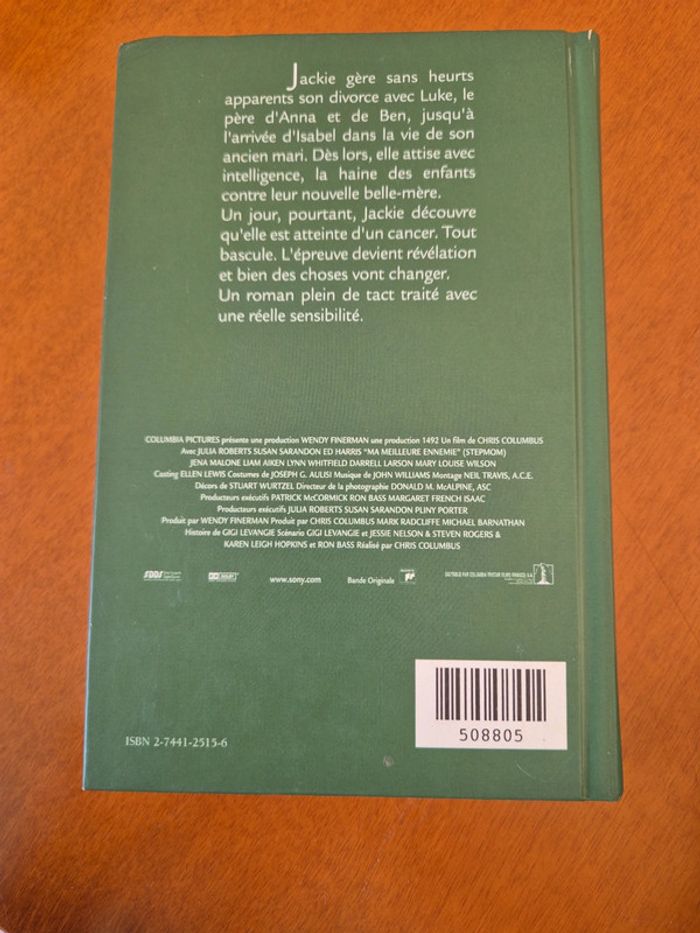 Jackie gère sans heurts
apparents son divorce avec Luke, le
père d'Anna et de Ben, jusqu'à
l'arrivée d'Isabel dans la vie de son
ancien mari. Dès lors, elle attise avec
intelligence, la haine des enfants
contre leur nouvelle belle-mère.
Un jour, pourtant, Jackie découvre
qu'elle est atteinte d'un cancer. Tout
bascule. L'épreuve devient révélation
et bien des choses vont changer.
Un roman plein de tact traité avec
une réelle sensibilité.
COLUMBIA PICTURES présente une production WENDY FINERMAN une production 1492 Un film de CHRIS COLUMBUS
Avec JULIA ROBERTS SUSAN SARANDON ED HARRIS "MA MEILLEURE ENNEMIE" (STEPMOM)
JENA MALONE LIAM AIKEN LYNN WHITFIELD DARRELL LARSON MARY LOUISE WILSON
Casting ELLEN LEWIS Costumes de JOSEPH G. AULISI Musique de JOHN WILLIAMS Montage NEIL TRAVIS, A.C.E.
Décors de STUART WURTZEL Directeur de la photographie DONALD M. McALPINE, ASC
Producteurs exécutifs PATRICK McCORMICK RON BASS MARGARET FRENCH ISAAC
Producteurs exécutifs JULIA ROBERTS SUSAN SARANDON PLINY PORTER
Produit par WENDY FINERMAN Produit par CHRIS COLUMBUS MARK RADCLIFFE MICHAEL BARNATHAN
Histoire de GIGI LEVANGIE Scénario GIGI LEVANGIE et JESSIE NELSON & STEVEN ROGERS &
KAREN LEIGH HOPKINS et RON BASS Réalisé par CHRIS COLUMBUS
SDDS DOLBY www.sony.com Bande Originale DISTRIBUÉ PAR COLUMBIA TRISTAR FILMS
508805
ISBN 2-7441-2515-6